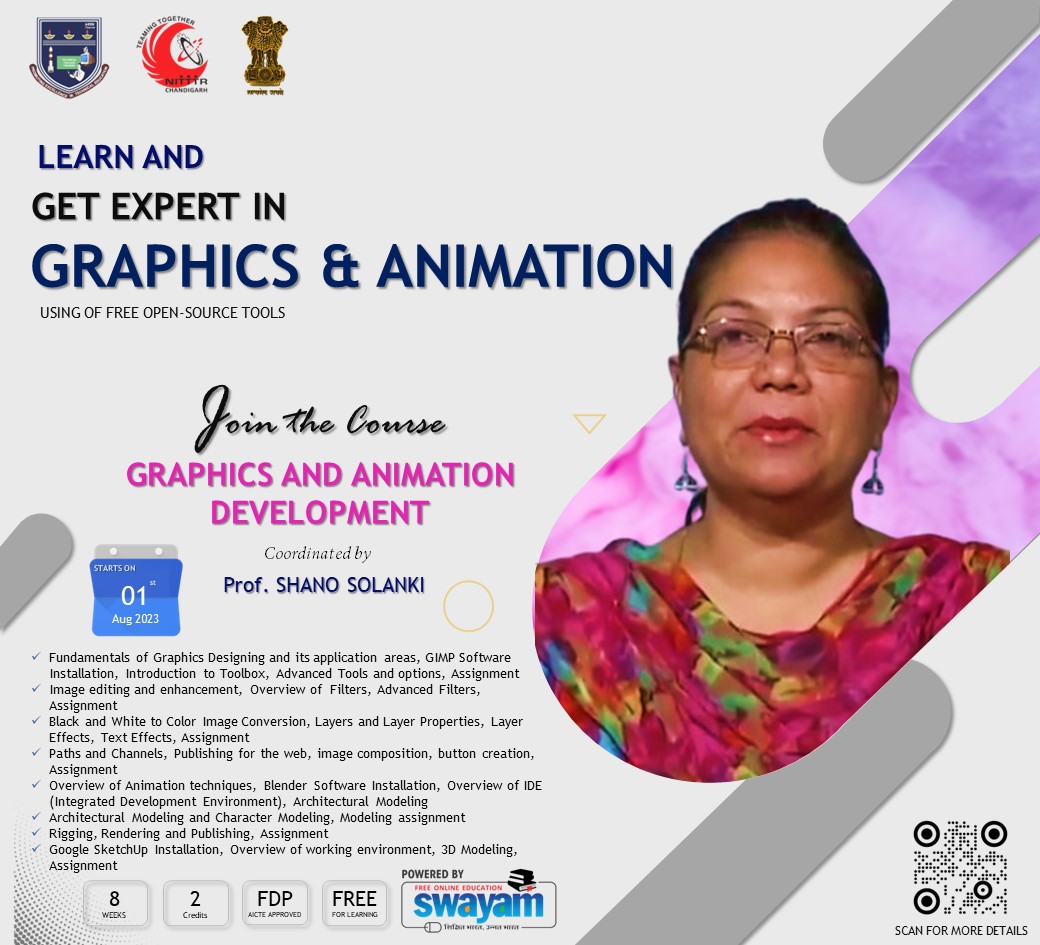 TEAMING TOGETHER
NITTTR
CHANDIGARH
सत्यमेव जयते
LEARN AND
GET EXPERT IN
GRAPHICS & ANIMATION
USING OF FREE OPEN-SOURCE TOOLS
Join the Course
GRAPHICS AND ANIMATION
DEVELOPMENT
Coordinated by
Prof. SHANO SOLANKI
STARTS ON
01st
Aug 2023
✓ Fundamentals of Graphics Designing and its application areas, GIMP Software
Installation, Introduction to Toolbox, Advanced Tools and options, Assignment
✓ Image editing and enhancement, Overview of Filters, Advanced Filters,
Assignment
✓ Black and White to Color Image Conversion, Layers and Layer Properties, Layer
Effects, Text Effects, Assignment
✓ Paths and Channels, Publishing for the web, image composition, button creation,
Assignment
✓ Overview of Animation techniques, Blender Software Installation, Overview of IDE
(Integrated Development Environment), Architectural Modeling
✓ Architectural Modeling and Character Modeling, Modeling assignment
✓ Rigging, Rendering and Publishing, Assignment
✓ Google SketchUp Installation, Overview of working environment, 3D Modeling,
Assignment
8
WEEKS
2
Credits
FDP
AICTE APPROVED
FREE
FOR LEARNING
POWERED BY
FREE ONLINE EDUCATION
swayam
शिक्षित भारत, उन्नत भारत
SCAN FOR MORE DETAILS